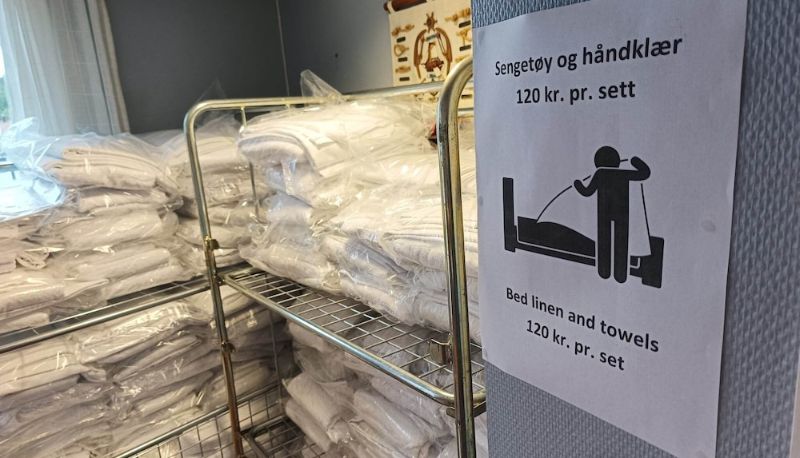 Sengetøy og håndklær
120 kr. pr. sett
Bed linen and towels
120 kr. pr. set